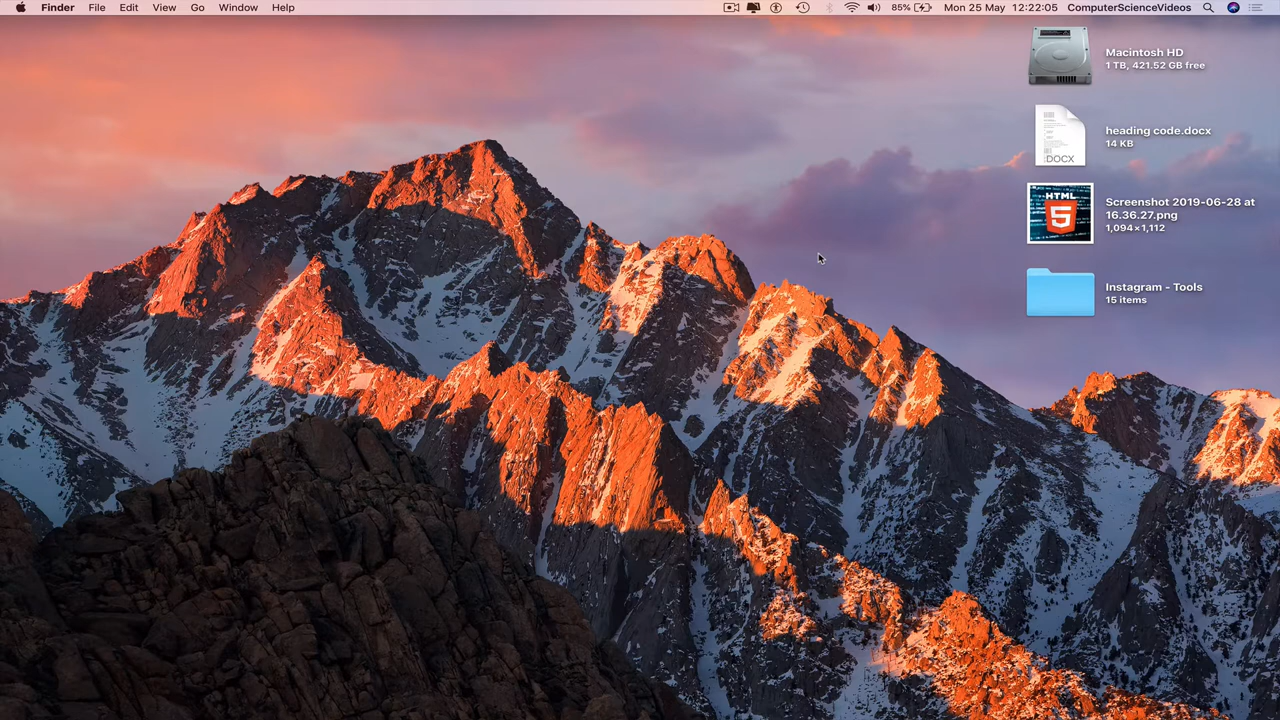 Finder File Edit View Go Window Help 85% Mon 25 May 12:22:05 ComputerScienceVideos
Macintosh HD
1 TB, 421.52 GB free
heading code.docx
14 KB
DOCX
HTML
5
Screenshot 2019-06-28 at
16.36.27.png
1,094×1,112
Instagram - Tools
15 items